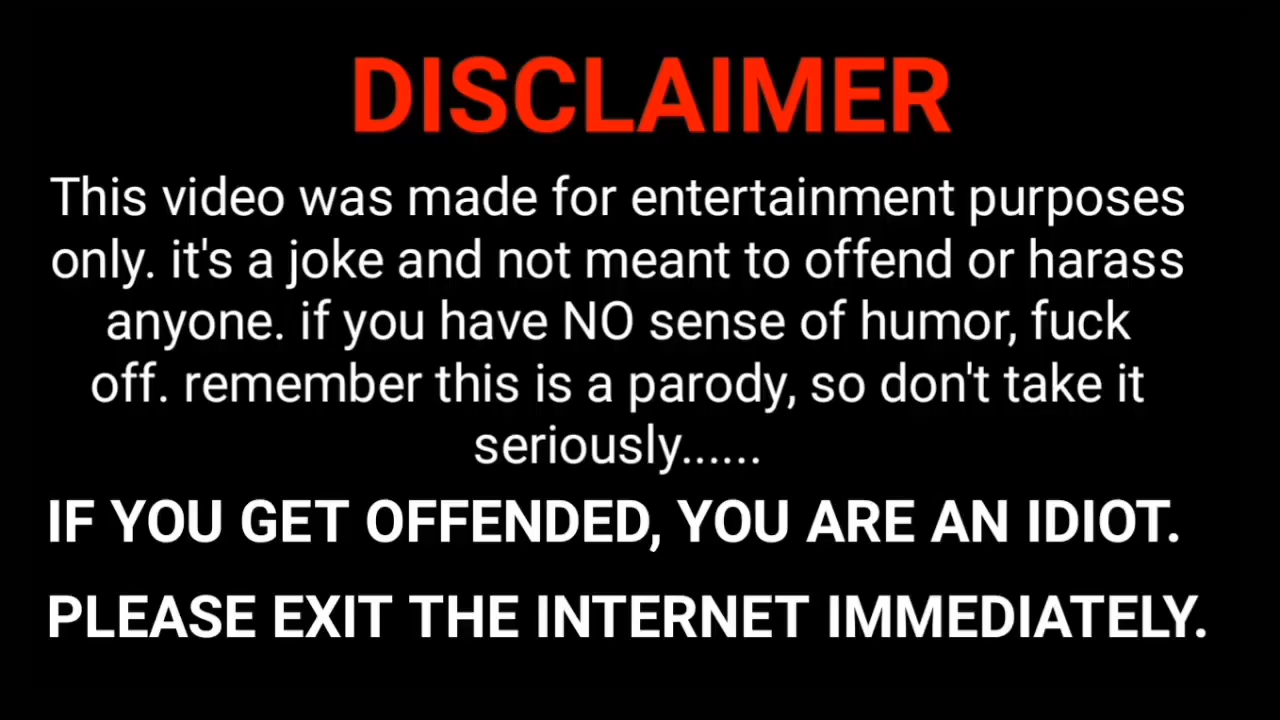 DISCLAIMER
This video was made for entertainment purposes
only. it's a joke and not meant to offend or harass
anyone. if you have NO sense of humor, fuck
off. remember this is a parody, so don't take it
seriously......
IF YOU GET OFFENDED, YOU ARE AN IDIOT.
PLEASE EXIT THE INTERNET IMMEDIATELY.